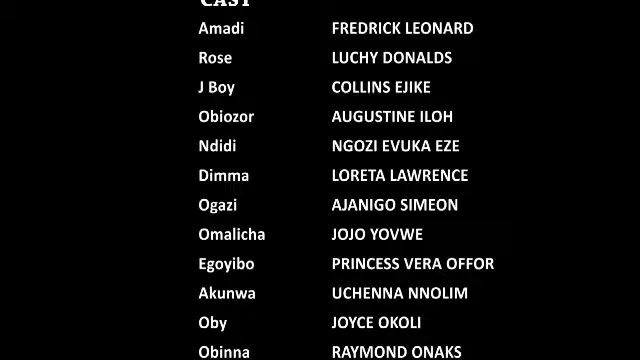 CAST
Amadi FREDRICK LEONARD
Rose LUCHY DONALDS
J Boy COLLINS EJIKE
Obiozor AUGUSTINE ILOH
Ndidi NGOZI EVUKA EZE
Dimma LORETA LAWRENCE
Ogazi AJANIGO SIMEON
Omalicha JOJO YOVWE
Egoyibo PRINCESS VERA OFFOR
Akunwa UCHENNA NNOLIM
Oby JOYCE OKOLI
Obinna RAYMOND ONAKS